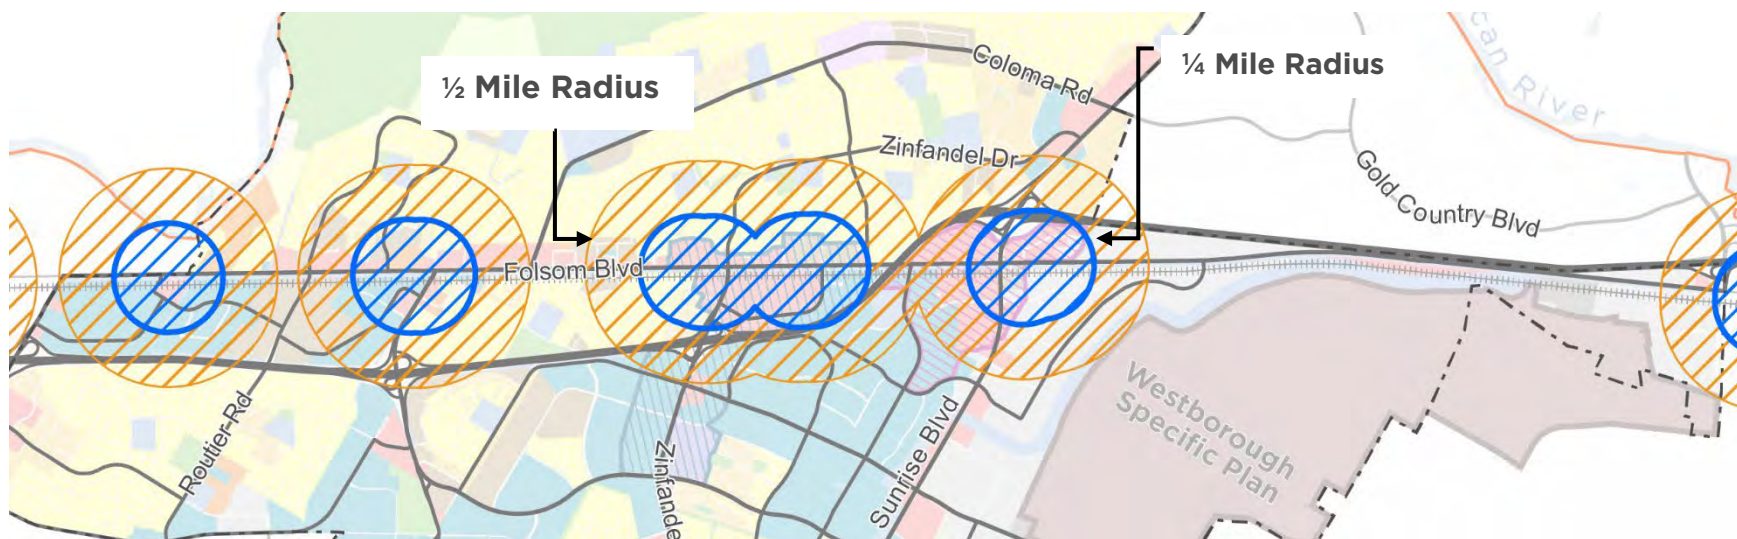 ½ Mile Radius
¼ Mile Radius
Coloma Rd
can River
Zinfandel Dr
Gold Country Blvd
Folsom Blvd
Routier Rd
Zinfande
Sunrise Blvd
Westborough
Specific Plan